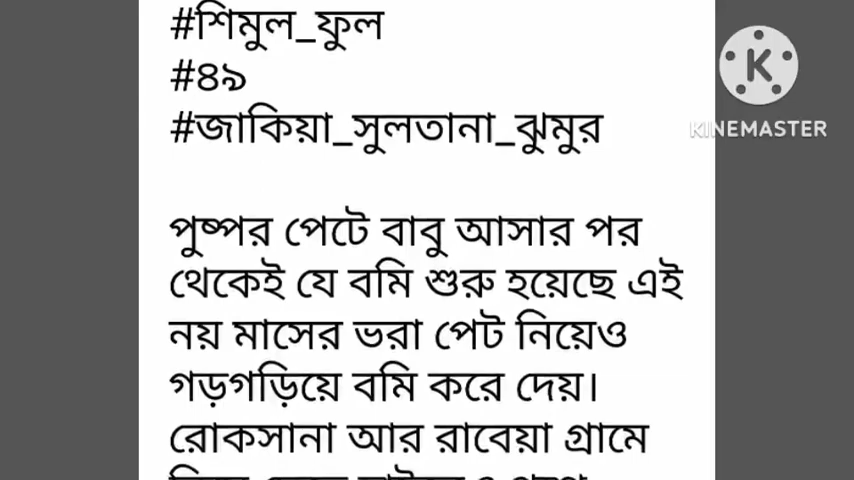 #শিমুল_ফুল
#৪৯
#জাকিয়া_সুলতানা_ঝুমুর
KINEMASTER
পুষ্পর পেটে বাবু আসার পর
থেকেই যে বমি শুরু হয়েছে এই
নয় মাসের ভরা পেট নিয়েও
গড়গড়িয়ে বমি করে দেয়।
রোকসানা আর রাবেয়া গ্রামে